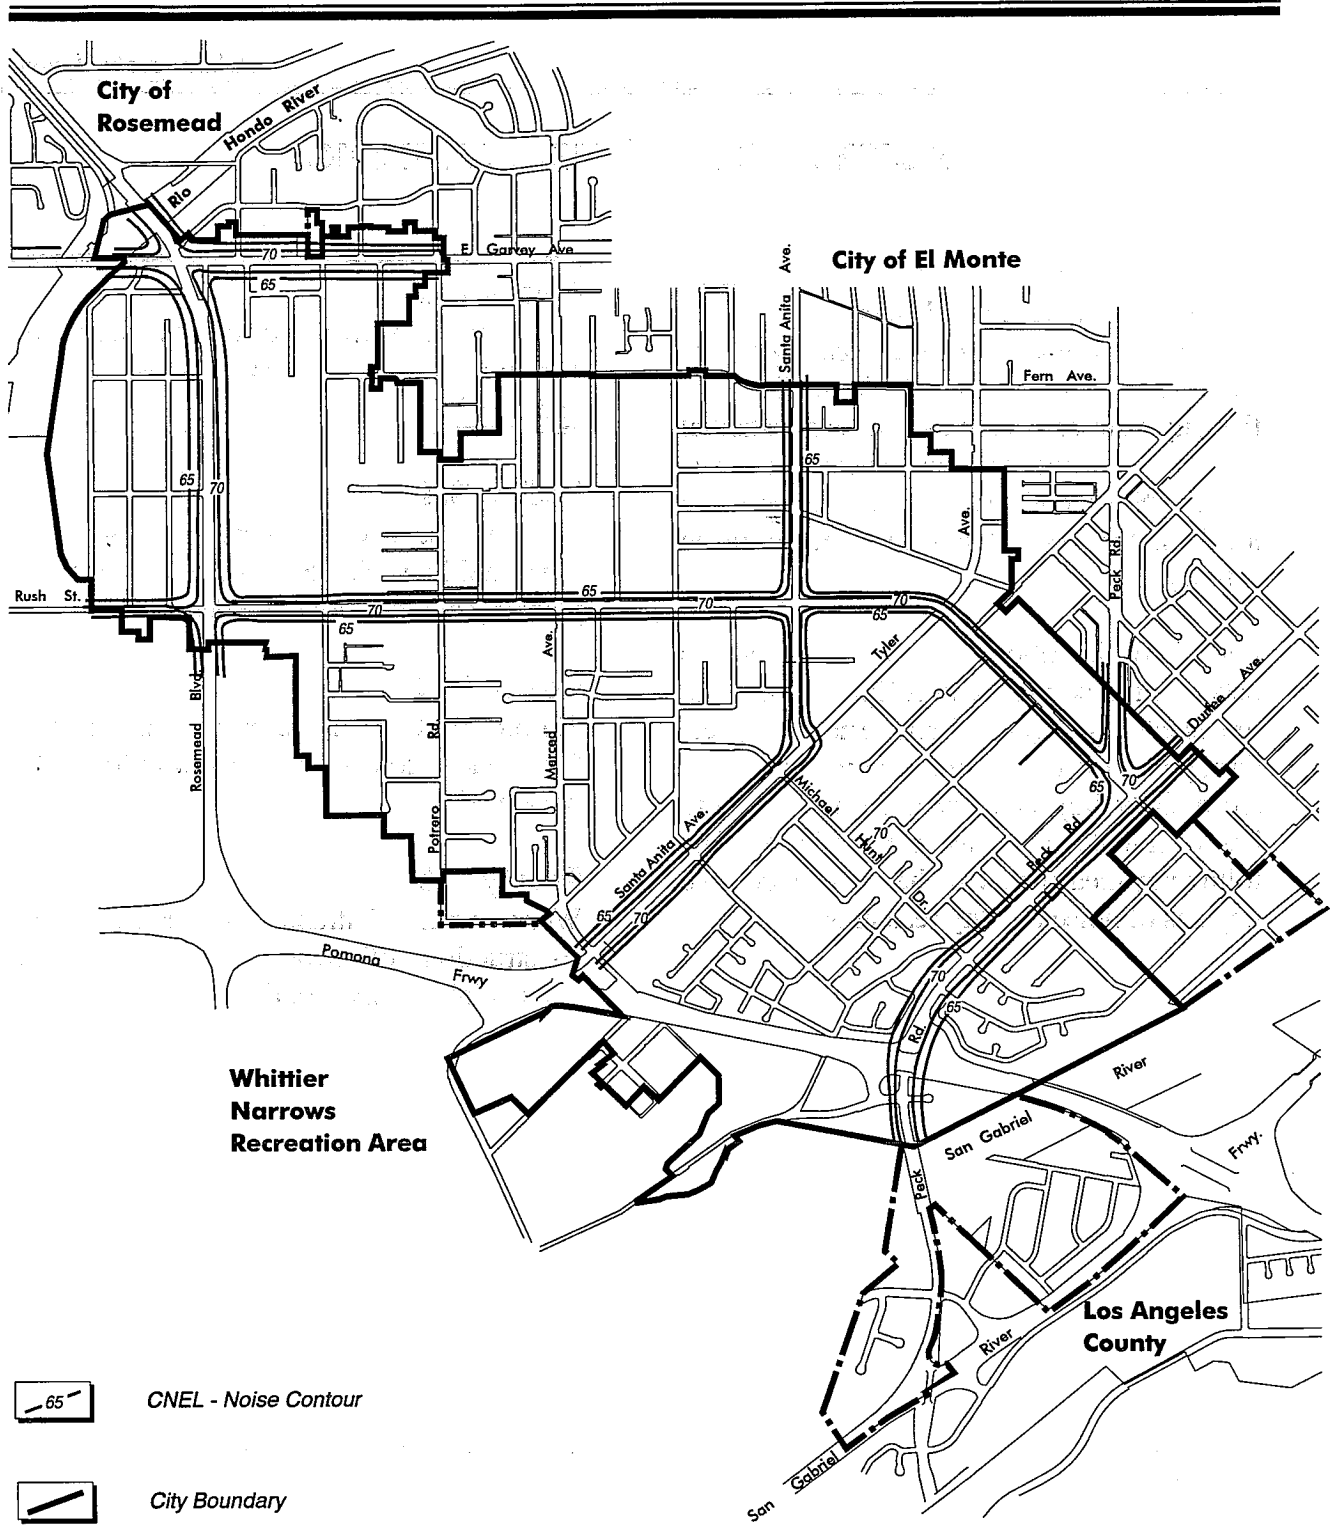 City of
Rosemead
Rio Hondo River
E Garvey Ave
70
65
Santa Anita Ave.
City of El Monte
Fern Ave.
65
65
70
Ave.
Peck Rd.
Rush St.
65
70
70
70
65
65
Ave.
Tyler
Durfee Ave.
Rosemead Blvd.
Rd.
Merced
Potrero
Michael
Hunt
Dr.
70
65
70
Santa Anita Ave.
Peck Rd
65
70
Pomona Frwy
70
65
Rd.
River
Whittier
Narrows
Recreation Area
San Gabriel
Frwy.
Peck
Los Angeles
County
River
San Gabriel
65
CNEL - Noise Contour
City Boundary